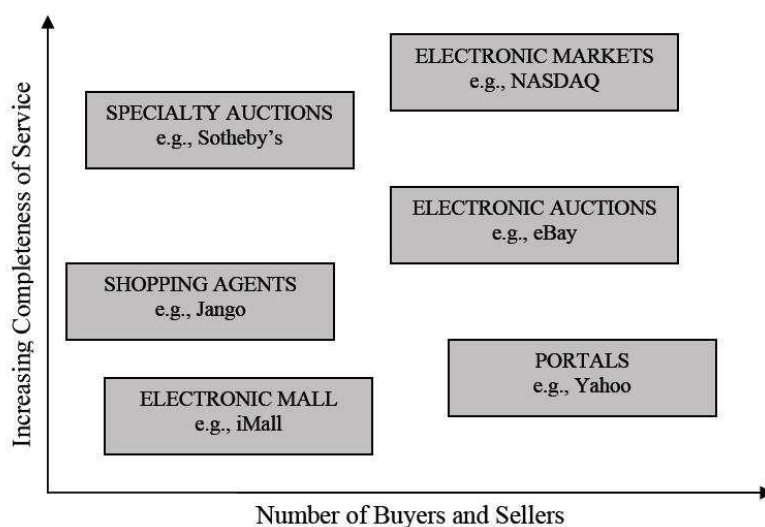 ELECTRONIC MARKETS
e.g., NASDAQ
SPECIALTY AUCTIONS
e.g., Sotheby’s
ELECTRONIC AUCTIONS
e.g., eBay
SHOPPING AGENTS
e.g., Jango
PORTALS
e.g., Yahoo
ELECTRONIC MALL
e.g., iMall
Increasing Completeness of Service
Number of Buyers and Sellers